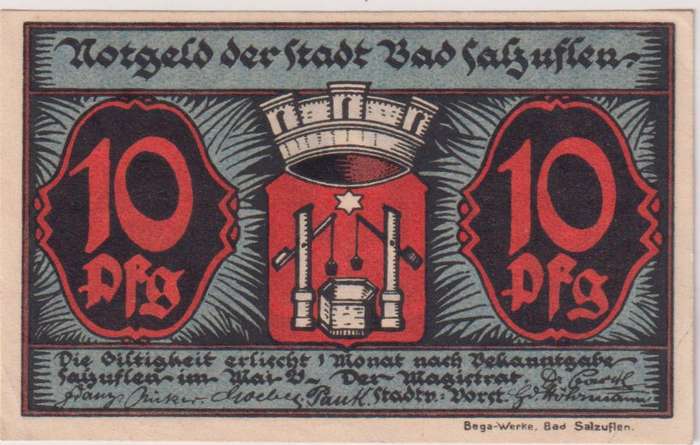 Notgeld der Stadt Bad Salzuflen.
10 Pfg
10 Pfg
Die Giltigkeit erlischt 1 Monat nach Bekanntgabe
Salzuflen im Mai Der Magistrat
Stadtv. Vorst.
Bega-Werke, Bad Salzuflen.